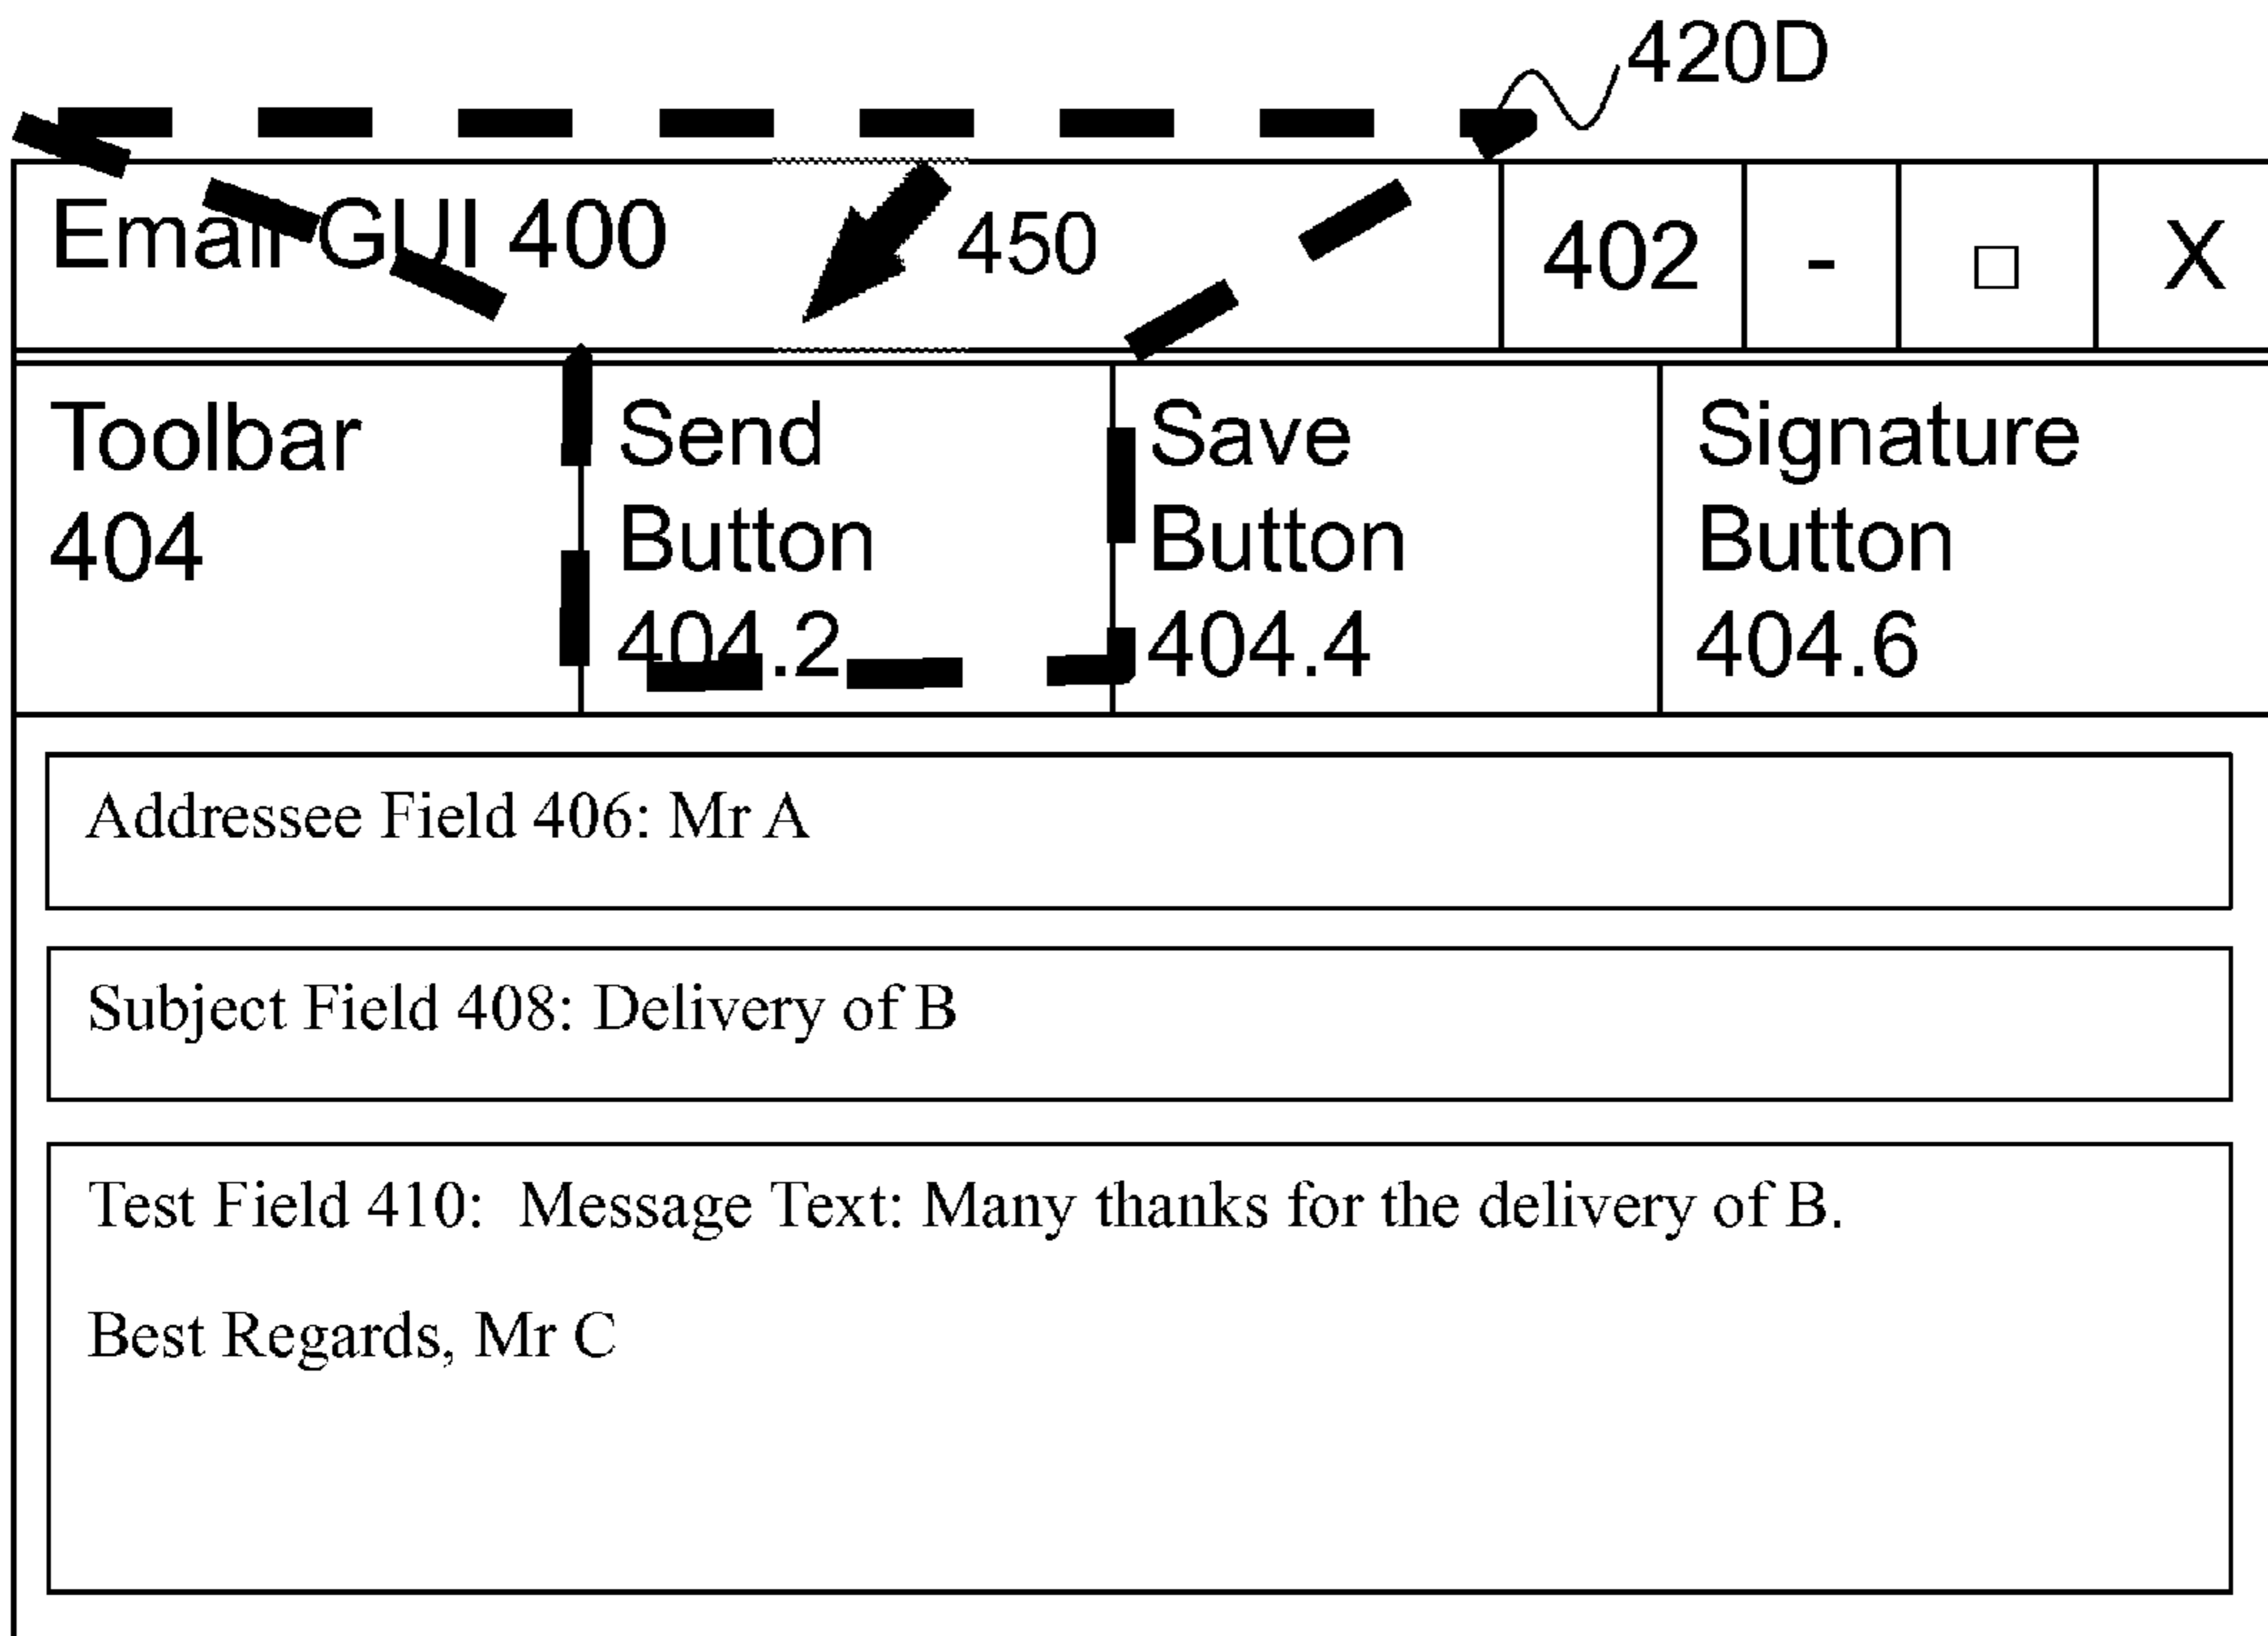 420D
Email GUI 400
450
402
-
□
X
Toolbar
404
Send
Button
404.2
Save
Button
404.4
Signature
Button
404.6
Addressee Field 406: Mr A
Subject Field 408: Delivery of B
Test Field 410: Message Text: Many thanks for the delivery of B.
Best Regards, Mr C